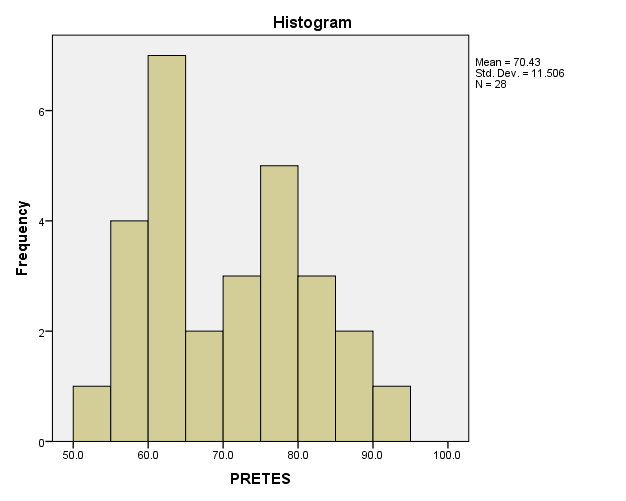 Histogram
Mean = 70.43
Std. Dev. = 11.506
N = 28
6
4
2
0
Frequency
50.0 60.0 70.0 80.0 90.0 100.0
PRETES